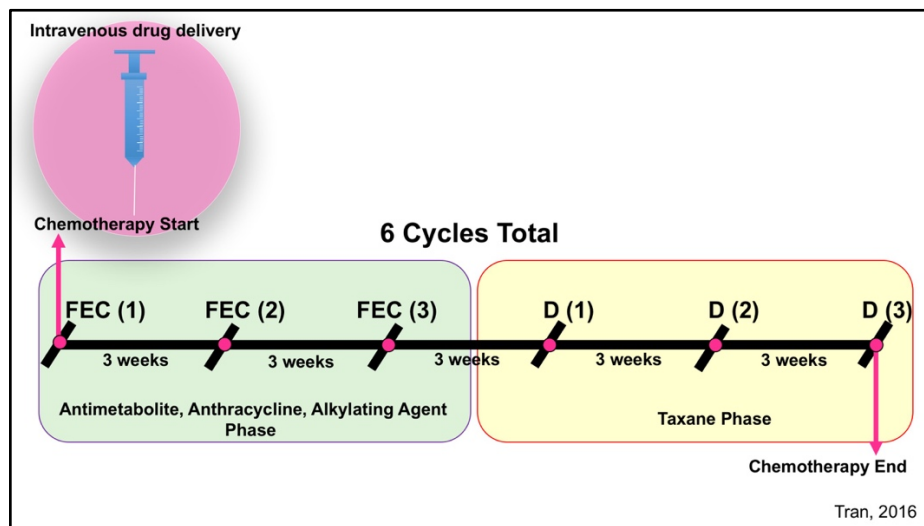 Intravenous drug delivery
Chemotherapy Start
6 Cycles Total
FEC (1)
FEC (2)
FEC (3)
D (1)
D (2)
D (3)
3 weeks
3 weeks
3 weeks
3 weeks
3 weeks
Antimetabolite, Anthracycline, Alkylating Agent
Phase
Taxane Phase
Chemotherapy End
Tran, 2016